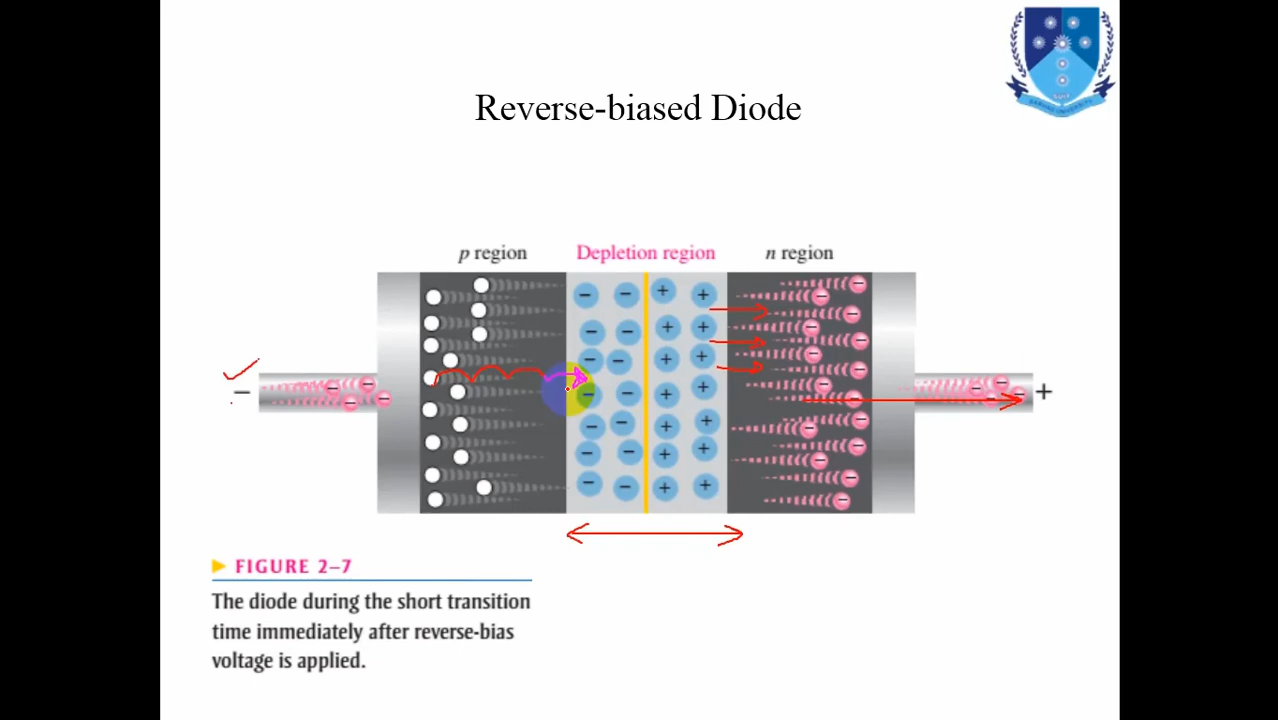 Reverse-biased Diode
p region Depletion region n region
− +
FIGURE 2–7
The diode during the short transition
time immediately after reverse-bias
voltage is applied.